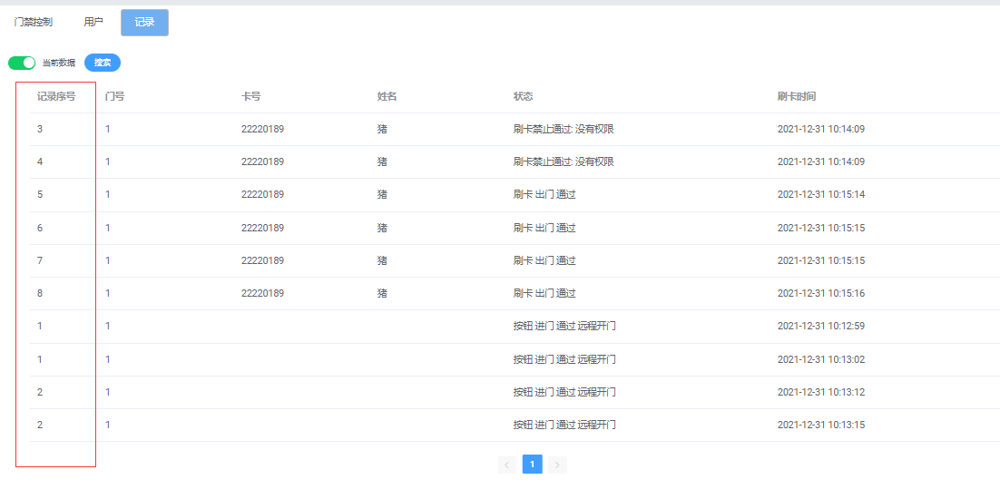 门禁控制 用户 记录
当前数据 搜索
记录序号 门号 卡号 姓名 状态 刷卡时间
3 1 22220189 猪 刷卡禁止通过: 没有权限 2021-12-31 10:14:09
4 1 22220189 猪 刷卡禁止通过: 没有权限 2021-12-31 10:14:09
5 1 22220189 猪 刷卡 出门 通过 2021-12-31 10:15:14
6 1 22220189 猪 刷卡 出门 通过 2021-12-31 10:15:15
7 1 22220189 猪 刷卡 出门 通过 2021-12-31 10:15:15
8 1 22220189 猪 刷卡 出门 通过 2021-12-31 10:15:16
1 1 按钮 进门 通过 远程开门 2021-12-31 10:12:59
1 1 按钮 进门 通过 远程开门 2021-12-31 10:13:02
2 1 按钮 进门 通过 远程开门 2021-12-31 10:13:12
2 1 按钮 进门 通过 远程开门 2021-12-31 10:13:15
1